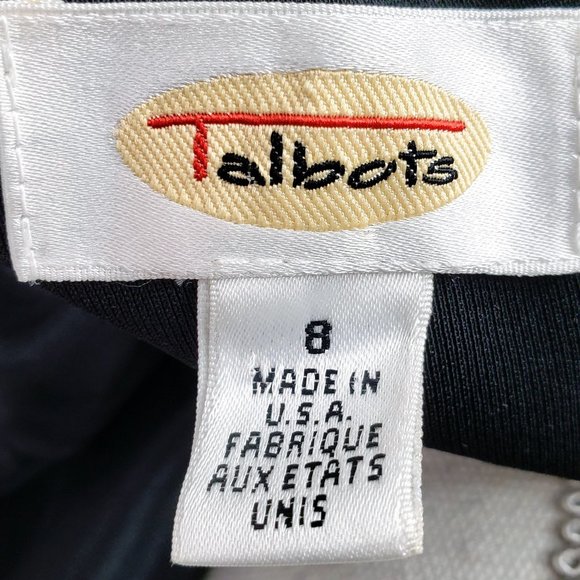 Talbots
8
MADE IN
U.S.A.
FABRIQUE
AUX ETATS
UNIS